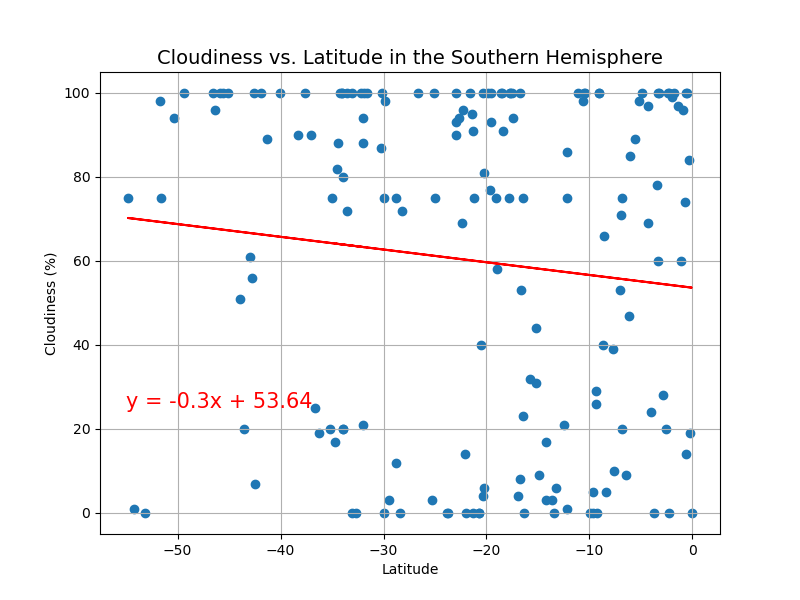 Cloudiness vs. Latitude in the Southern Hemisphere
100
80
60
40
20
0
Cloudiness (%)
y = -0.3x + 53.64
−50 −40 −30 −20 −10 0
Latitude